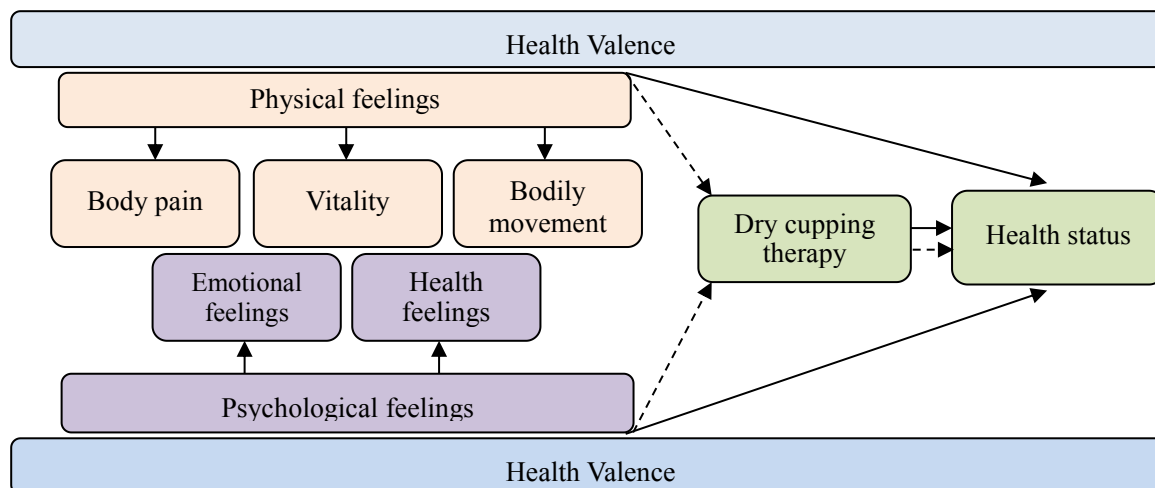 Health Valence
Physical feelings
Body pain
Vitality
Bodily
movement
Dry cupping
therapy
Health status
Emotional
feelings
Health
feelings
Psychological feelings
Health Valence